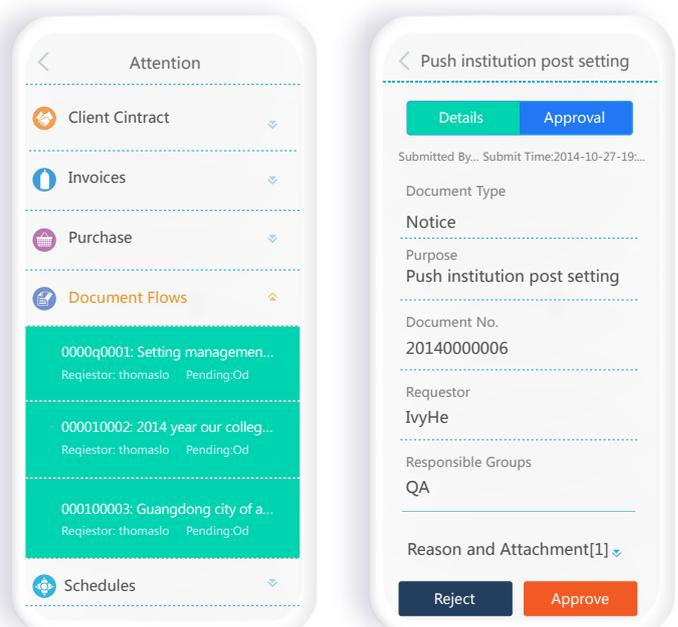 Attention
Client Cintract
Invoices
Purchase
Document Flows
0000q0001: Setting managemen...
Reqiestor: thomaslo Pending:Od
000010002: 2014 year our colleg...
Reqiestor: thomaslo Pending:Od
000100003: Guangdong city of a...
Reqiestor: thomaslo Pending:Od
Schedules
Push institution post setting
Details Approval
Submitted By... Submit Time:2014-10-27-19:...
Document Type
Notice
Purpose
Push institution post setting
Document No.
20140000006
Requestor
IvyHe
Responsible Groups
QA
Reason and Attachment[1]
Reject Approve